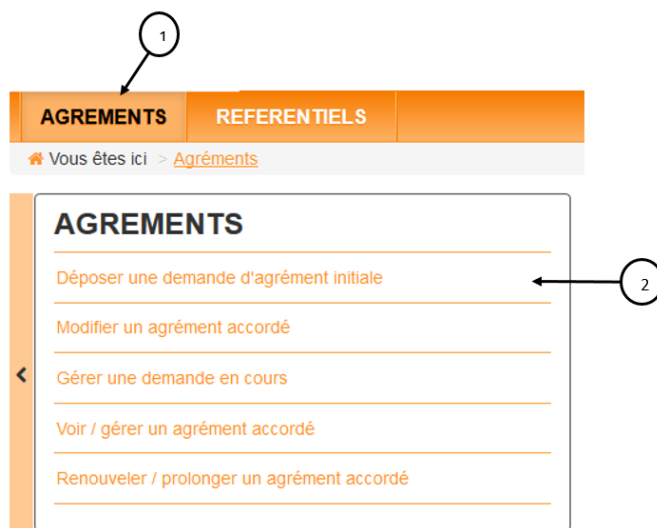 1
AGREMENTS REFERENTIELS
Vous êtes ici > Agréments
AGREMENTS
Déposer une demande d'agrément initiale
2
Modifier un agrément accordé
Gérer une demande en cours
Voir / gérer un agrément accordé
Renouveler / prolonger un agrément accordé